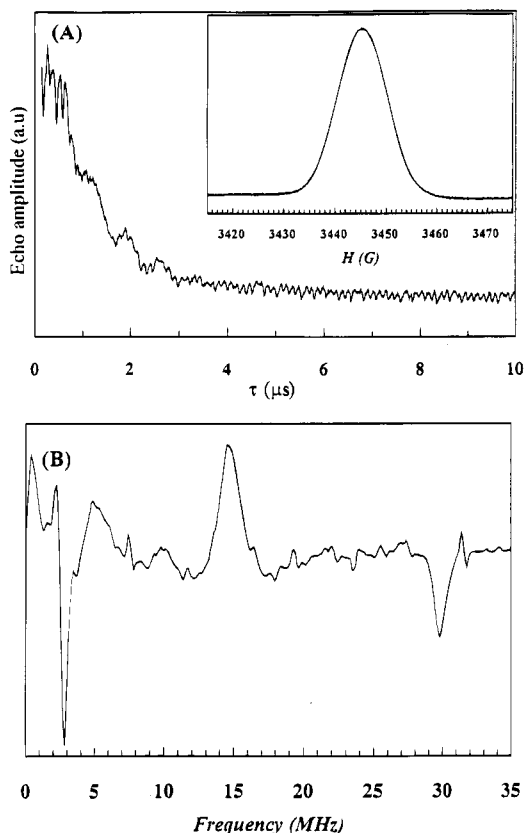 (A)
Echo amplitude (a.u)
3420 3430 3440 3450 3460 3470
H (G)
0 2 4 6 8 10
τ (μs)
(B)
0 5 10 15 20 25 30 35
Frequency (MHz)